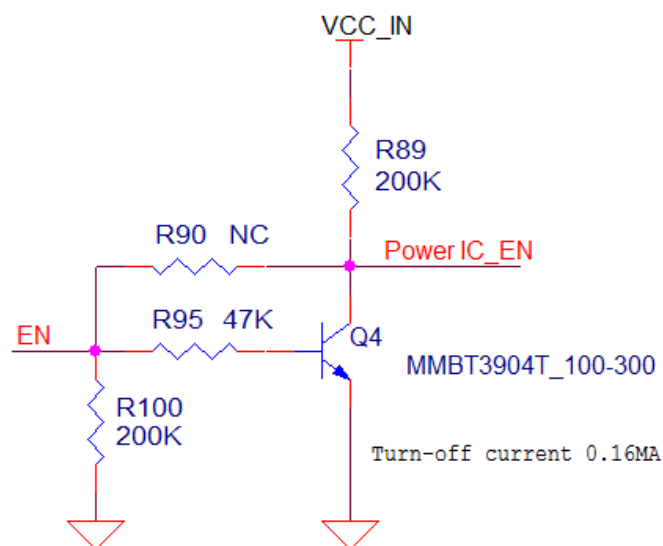 VCC_IN
R89
200K
R90 NC
Power IC_EN
EN
R95 47K
Q4
MMBT3904T_100-300
R100
200K
Turn-off current 0.16MA